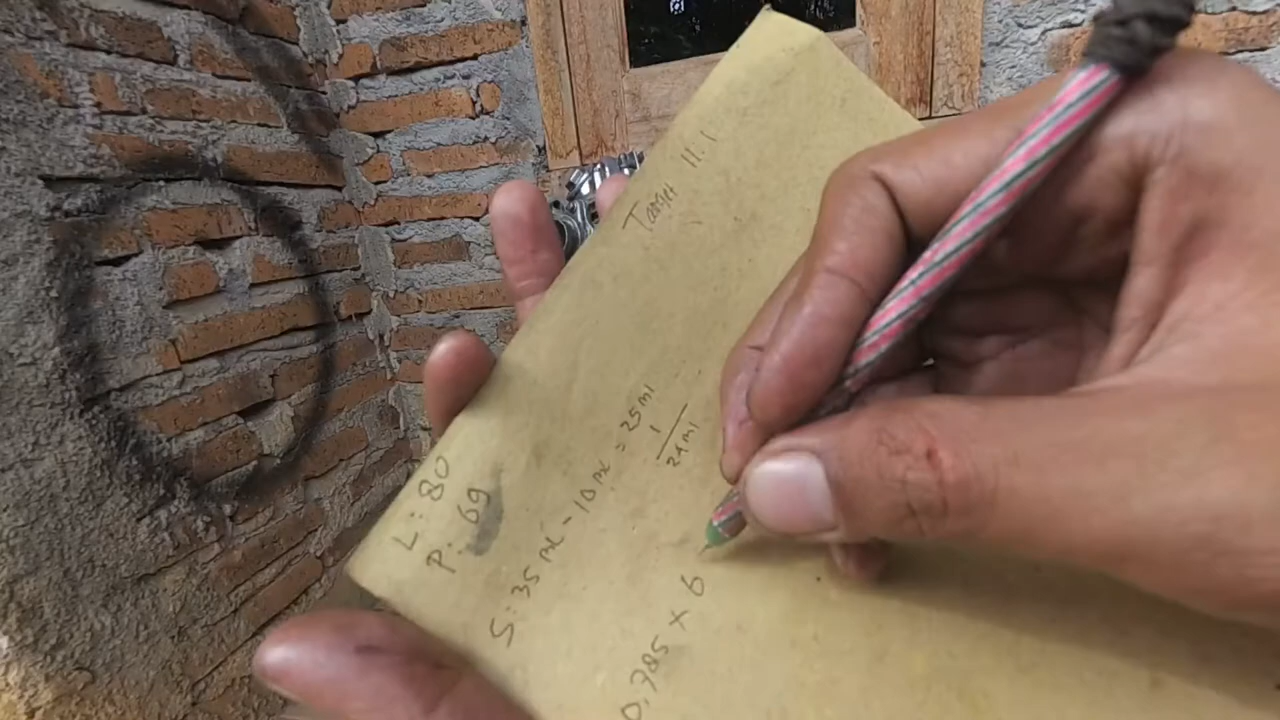 Target 11.1
L: 80
P: 69
S: 35 ml - 10 ml = 25 ml
1
24 ml
0,785 x 6